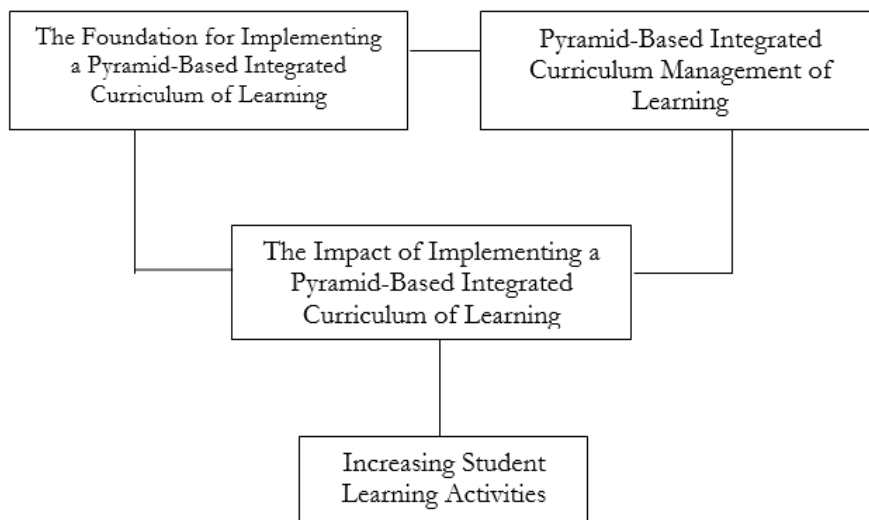 The Foundation for Implementing
a Pyramid-Based Integrated
Curriculum of Learning
Pyramid-Based Integrated
Curriculum Management of
Learning
The Impact of Implementing a
Pyramid-Based Integrated
Curriculum of Learning
Increasing Student
Learning Activities